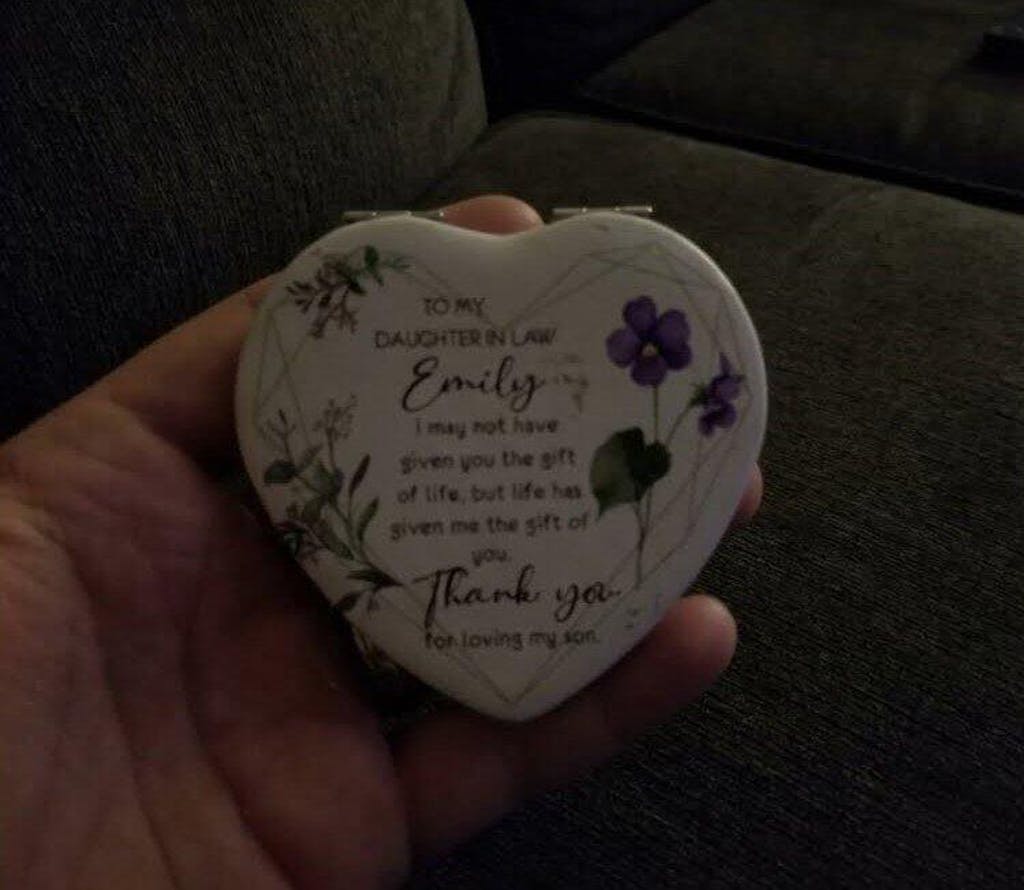 TO MY
DAUGHTER IN LAW
Emily
i may not have
given you the gift
of life, but life has
given me the gift of
you.
Thank you
for loving my son.